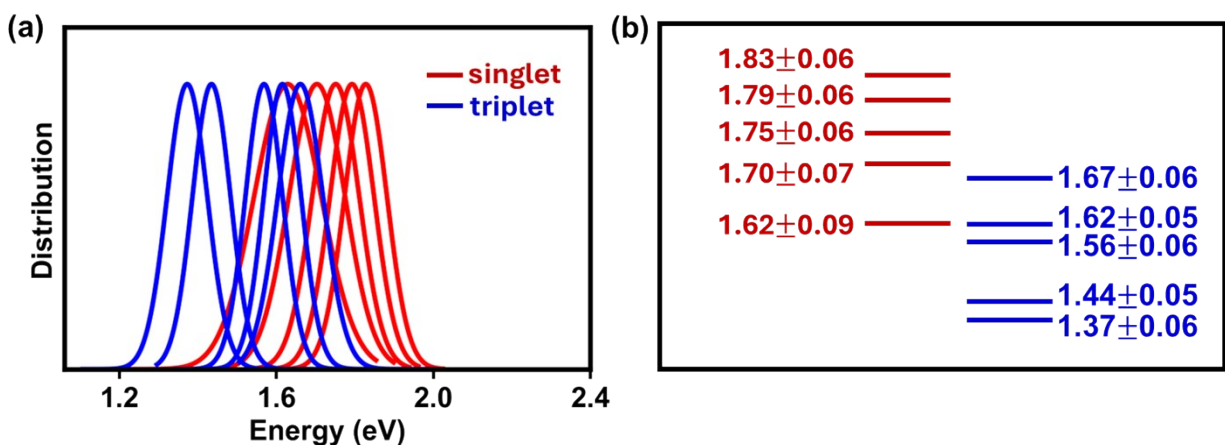 (a)
singlet
triplet
Distribution
1.2
1.6
2.0
2.4
Energy (eV)
(b)
1.83±0.06
1.79±0.06
1.75±0.06
1.70±0.07
1.62±0.09
1.67±0.06
1.62±0.05
1.56±0.06
1.44±0.05
1.37±0.06